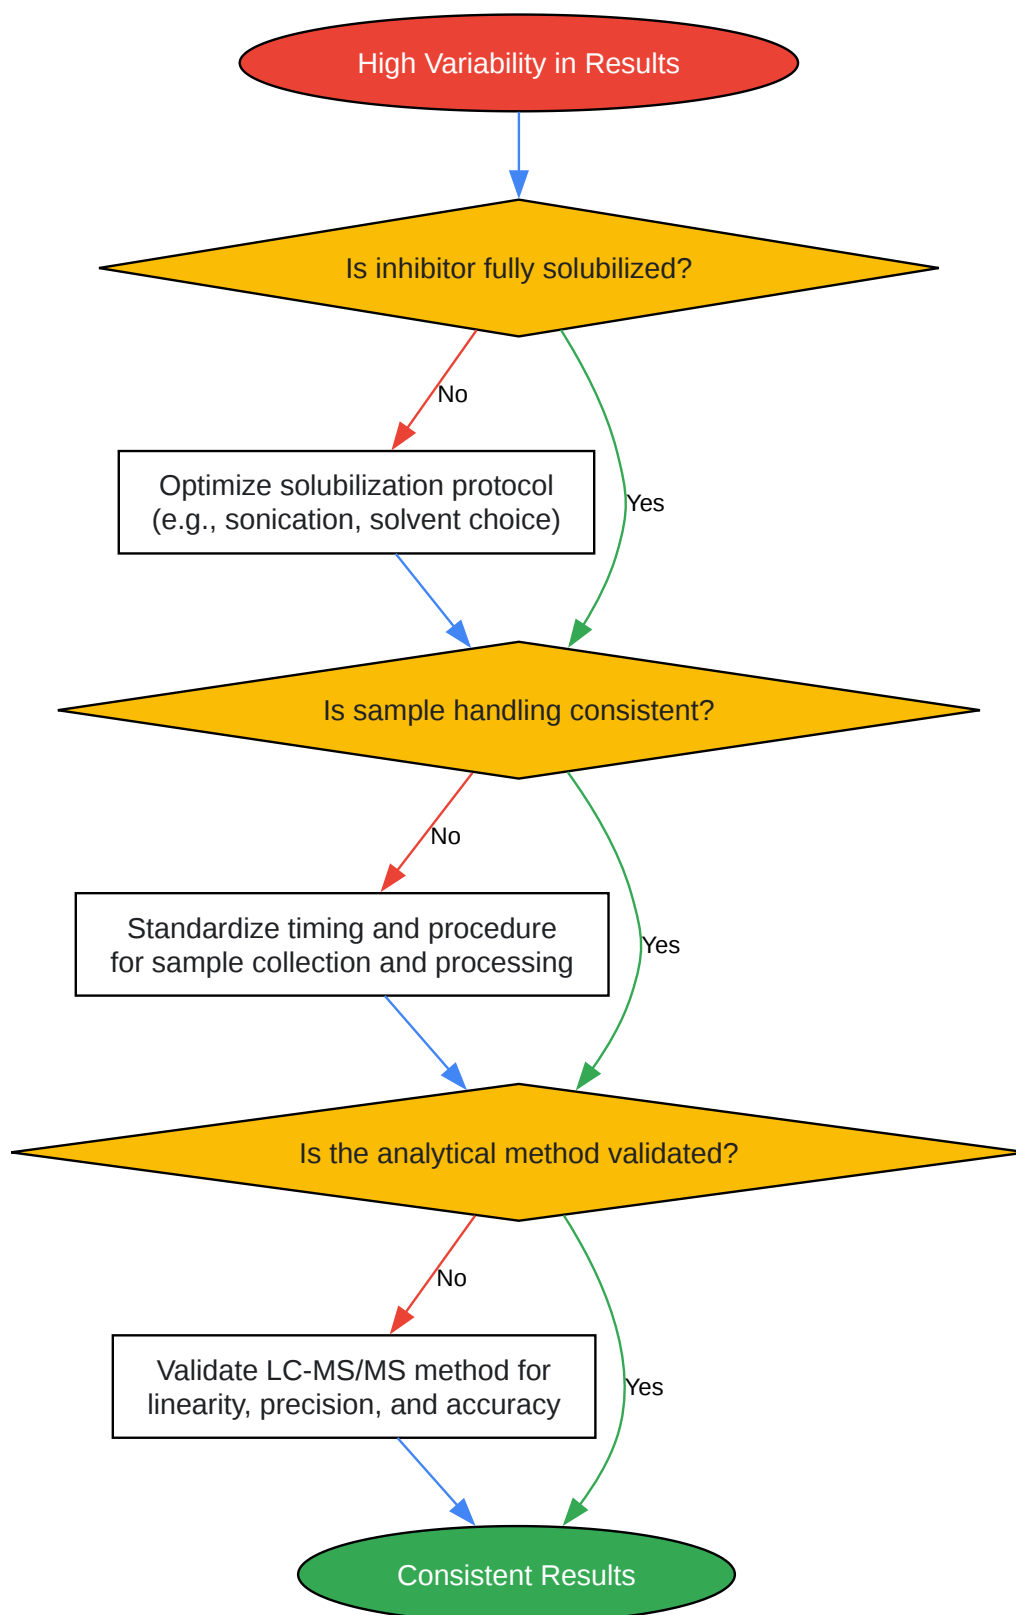 High Variability in Results
Is inhibitor fully solubilized?
No
Optimize solubilization protocol
(e.g., sonication, solvent choice)
Yes
Is sample handling consistent?
No
Standardize timing and procedure
for sample collection and processing
Yes
Is the analytical method validated?
No
Validate LC-MS/MS method for
linearity, precision, and accuracy
Yes
Consistent Results